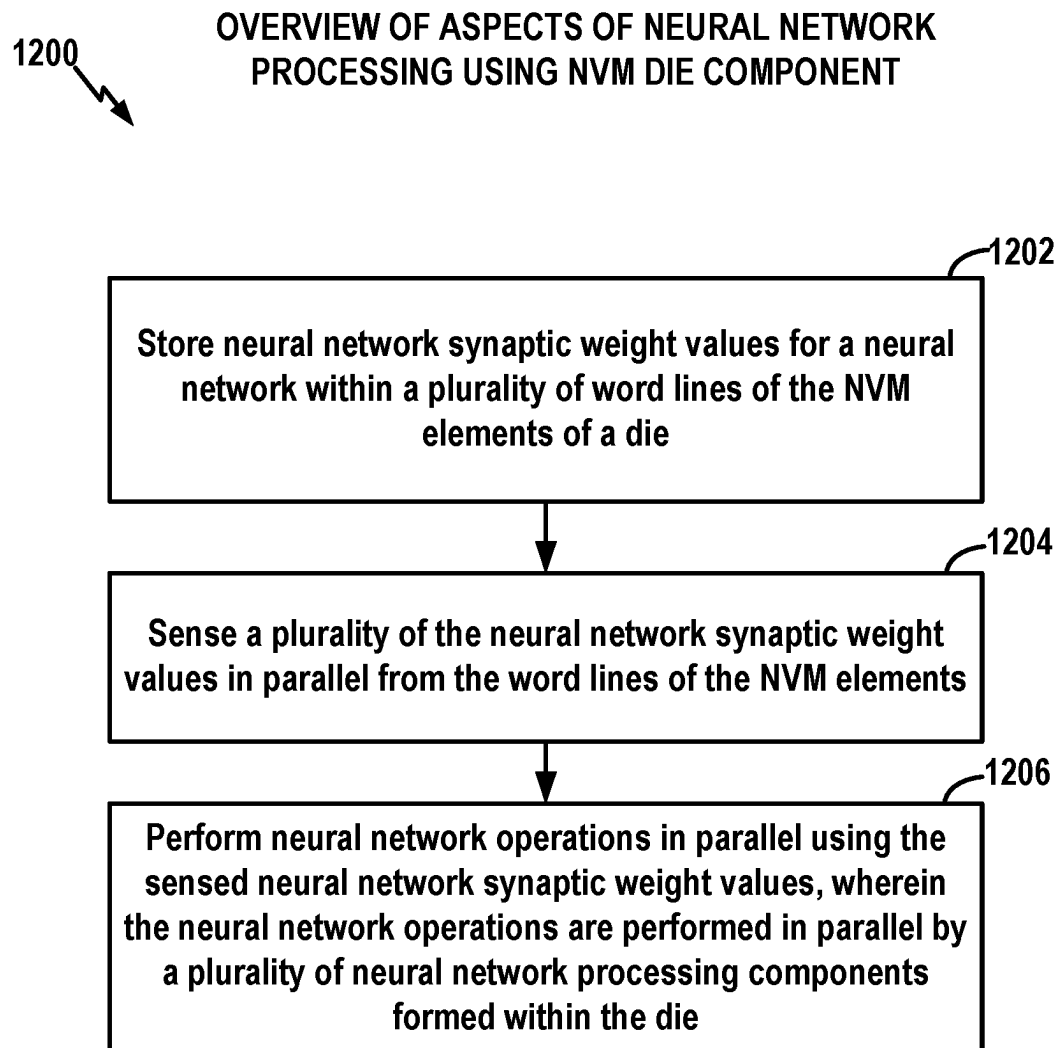 OVERVIEW OF ASPECTS OF NEURAL NETWORK
PROCESSING USING NVM DIE COMPONENT
1200
1202
Store neural network synaptic weight values for a neural
network within a plurality of word lines of the NVM
elements of a die
1204
Sense a plurality of the neural network synaptic weight
values in parallel from the word lines of the NVM elements
1206
Perform neural network operations in parallel using the
sensed neural network synaptic weight values, wherein
the neural network operations are performed in parallel by
a plurality of neural network processing components
formed within the die